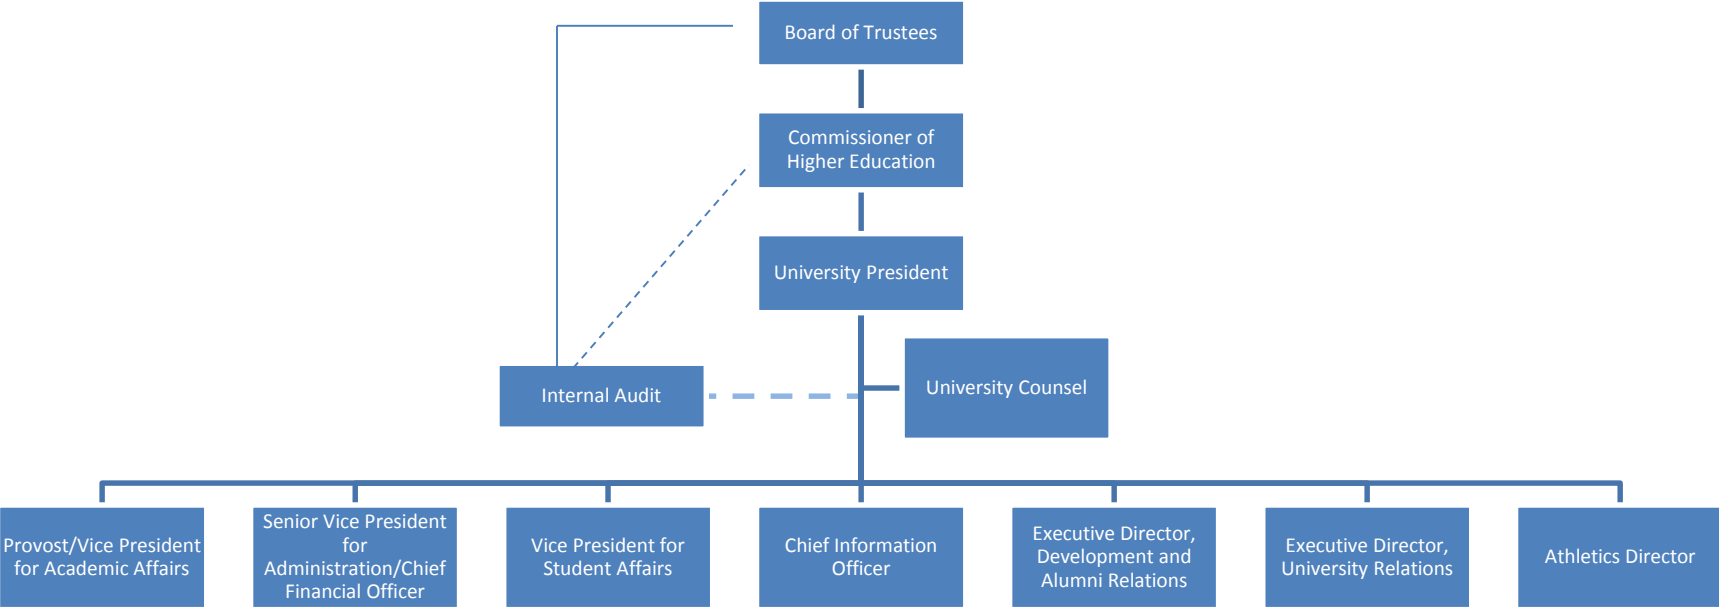 Board of Trustees
Commissioner of
Higher Education
University President
University Counsel
Internal Audit
Provost/Vice President
for Academic Affairs
Senior Vice President
for
Administration/Chief
Financial Officer
Vice President for
Student Affairs
Chief Information
Officer
Executive Director,
Development and
Alumni Relations
Executive Director,
University Relations
Athletics Director